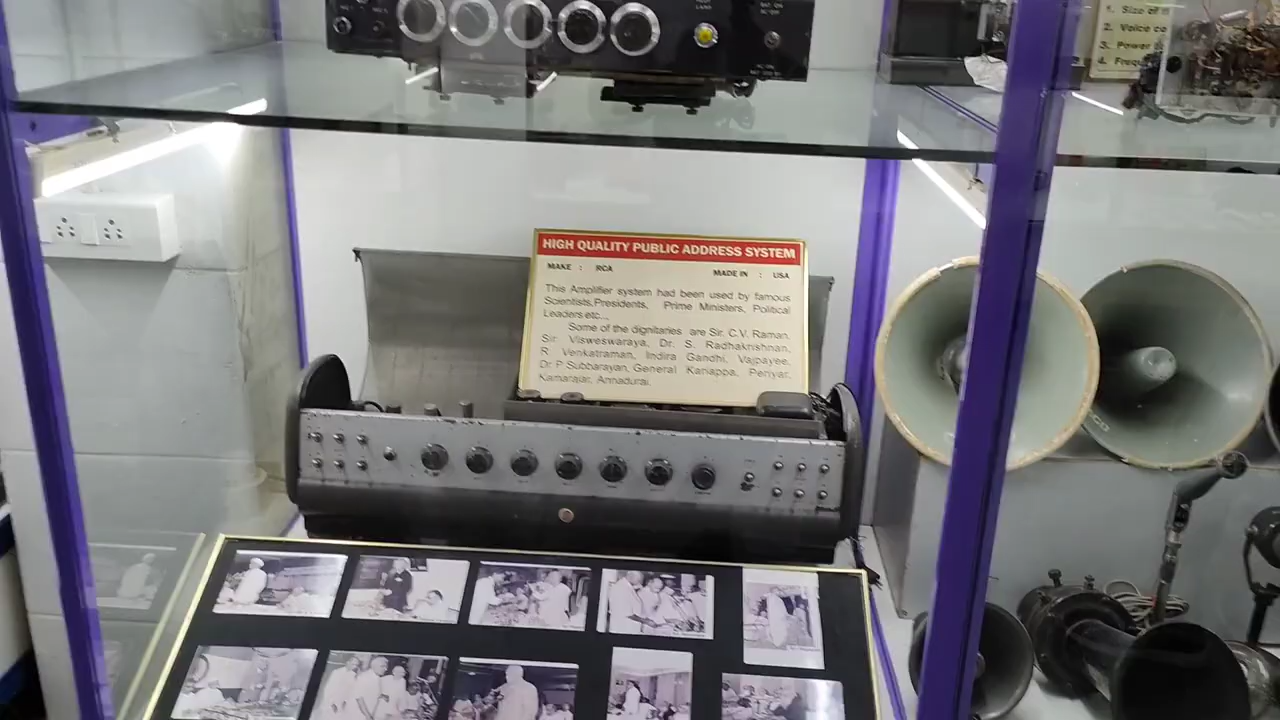 1. Size of
2. Voice co
3. Power
4. Frequ
HIGH QUALITY PUBLIC ADDRESS SYSTEM
MAKE : RCA MADE IN : USA
This Amplifier system had been used by famous
Scientists,Presidents, Prime Ministers, Political
Leaders etc..,
Some of the dignitaries are Sir. C.V. Raman,
Sir. Visweswaraya, Dr. S. Radhakrishnan,
R. Venkatraman, Indira Gandhi, Vajpayee,
Dr P Subbarayan, General Kariappa, Periyar,
Kamarajar, Annadurai.